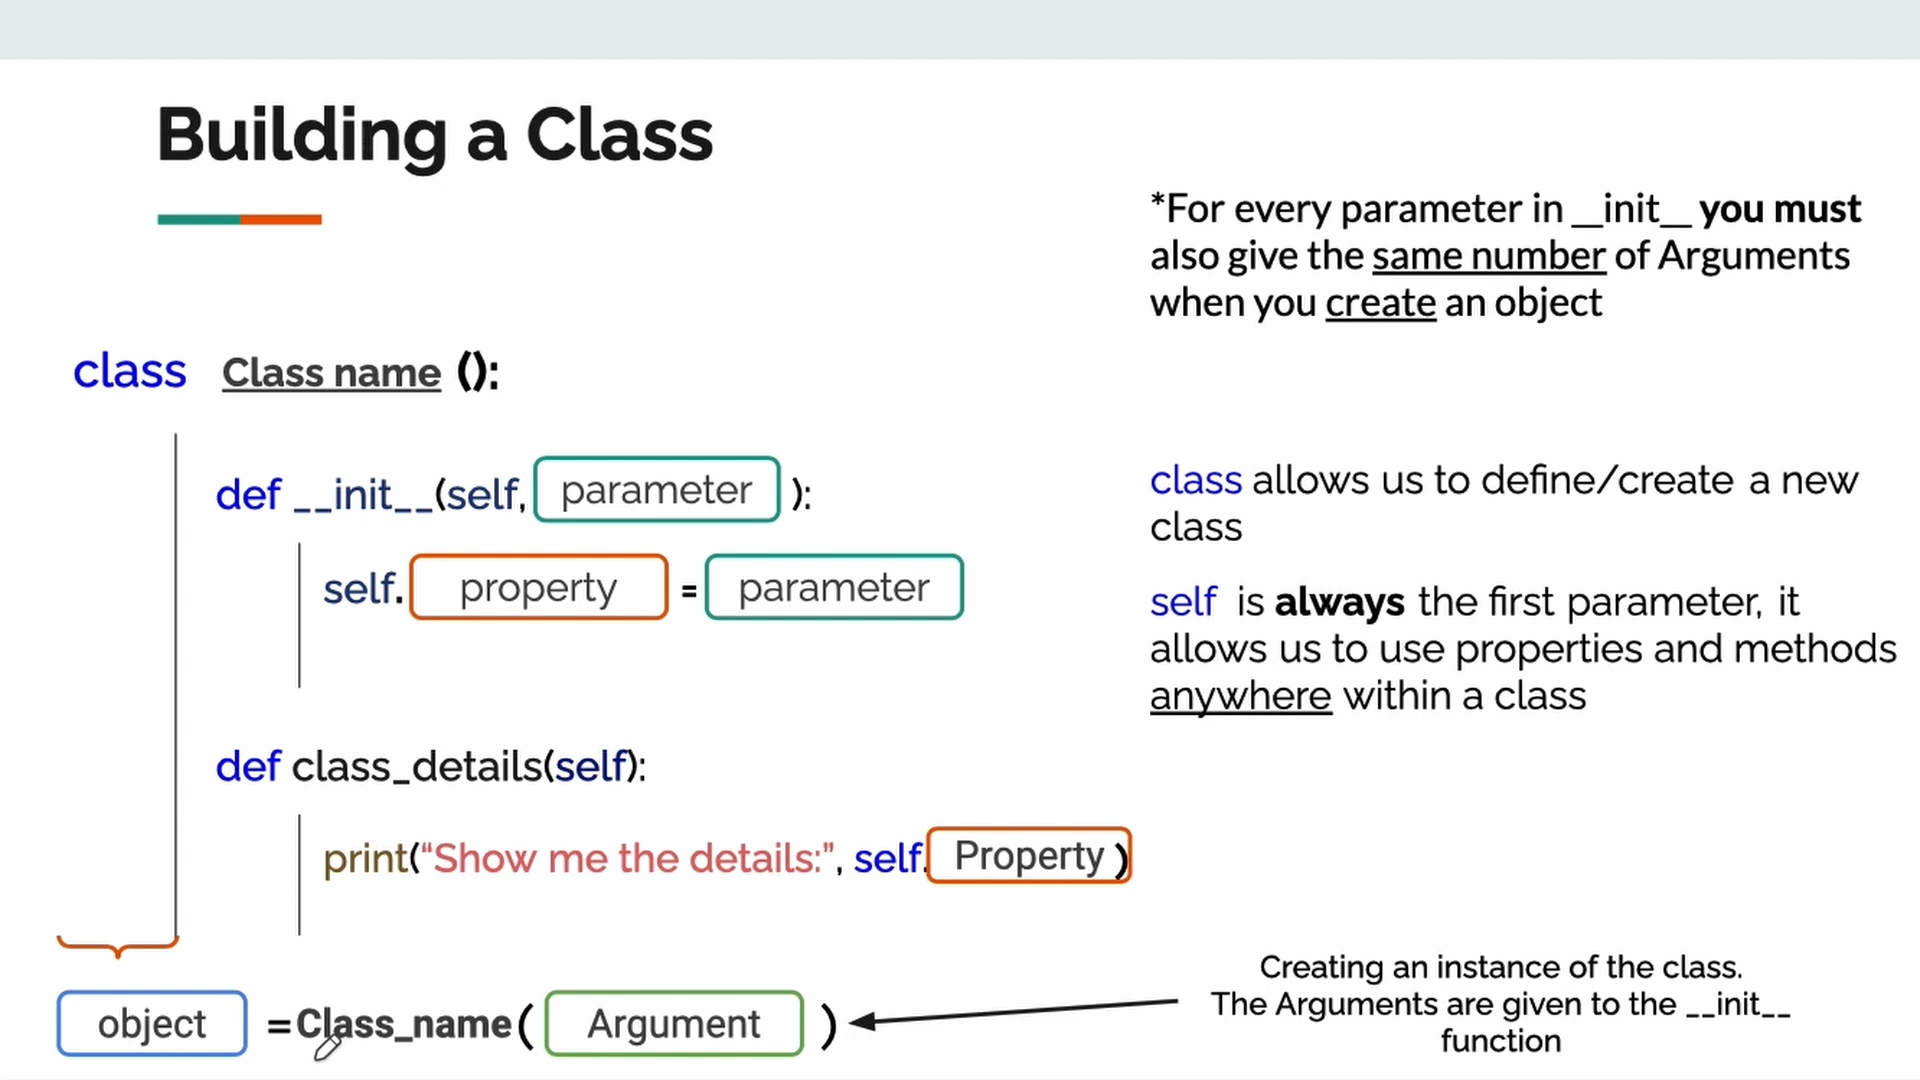 Building a Class
*For every parameter in __init__ you must
also give the same number of Arguments
when you create an object
class Class name ():
def __init__(self, parameter ):
self. property = parameter
def class_details(self):
print(“Show me the details:”, self. Property )
object =Class_name( Argument )
class allows us to define/create a new
class
self is always the first parameter, it
allows us to use properties and methods
anywhere within a class
Creating an instance of the class.
The Arguments are given to the __init__
function